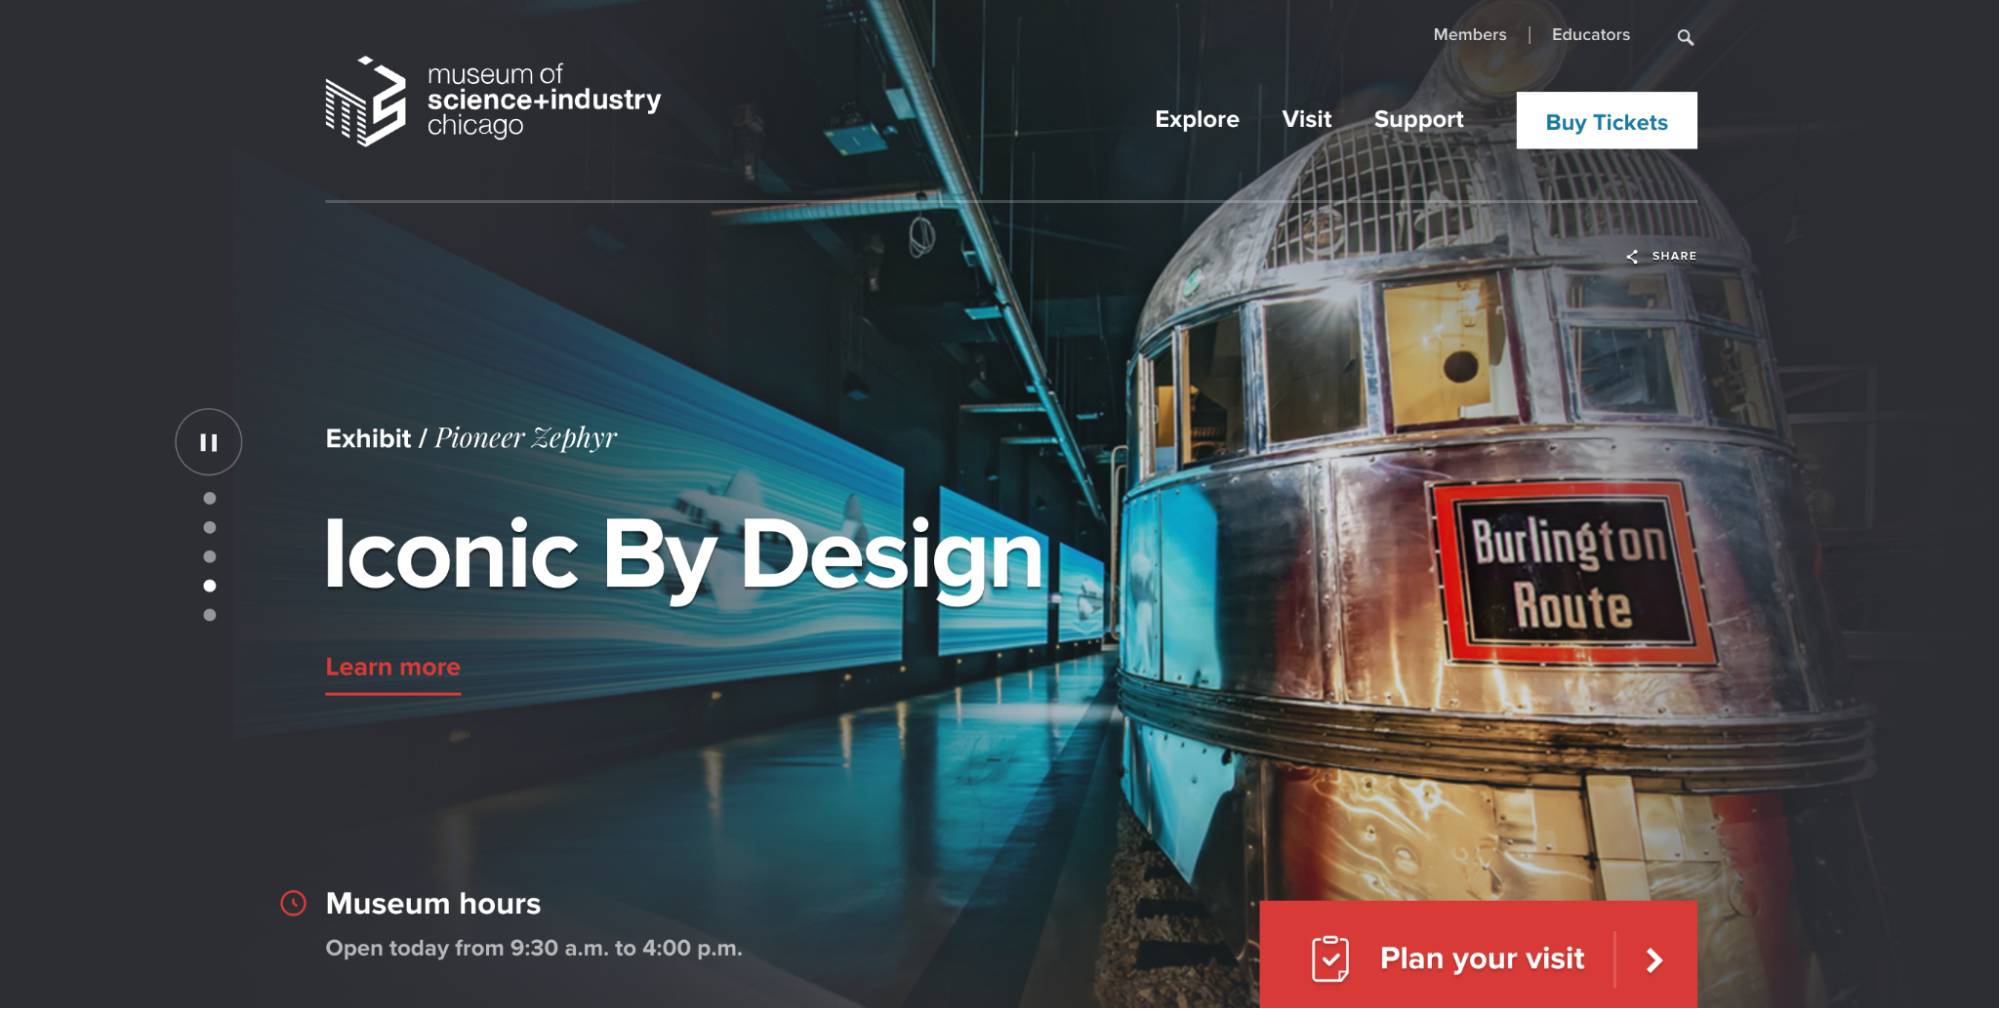 Members | Educators
museum of
science+industry
chicago
Explore Visit Support Buy Tickets
SHARE
Exhibit / Pioneer Zephyr
Iconic By Design
Learn more
Burlington
Route
Museum hours
Open today from 9:30 a.m. to 4:00 p.m.
Plan your visit